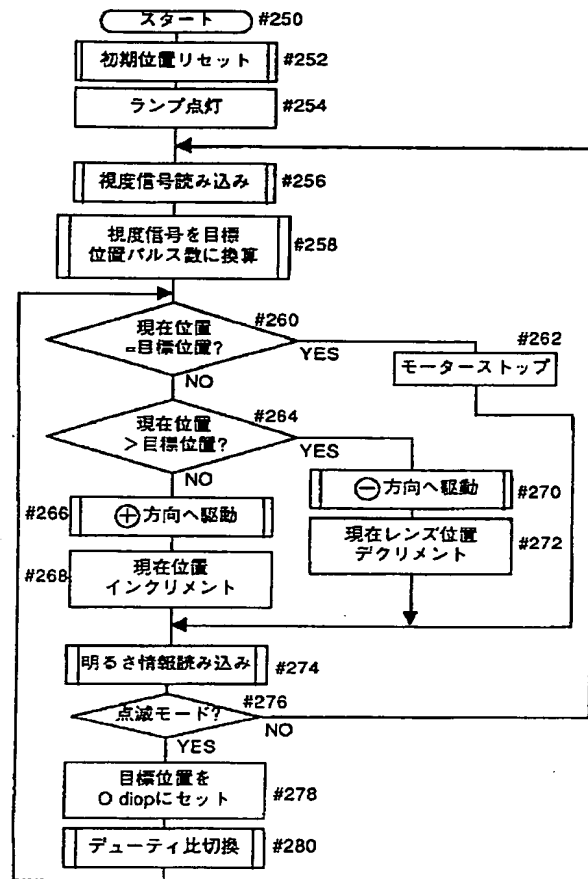 スタート #250
初期位置リセット #252
ランプ点灯 #254
視度信号読み込み #256
視度信号を目標
位置パルス数に換算 #258
#260
現在位置
=目標位置?
YES
NO
#262
モーターストップ
#264
現在位置
>目標位置?
YES
NO
#266 ⊕方向へ駆動
⊖方向へ駆動 #270
#268 現在位置
インクリメント
現在レンズ位置
デクリメント #272
明るさ情報読み込み #274
#276
点滅モード?
NO
YES
目標位置を
O diopにセット #278
デューティ比切換 #280